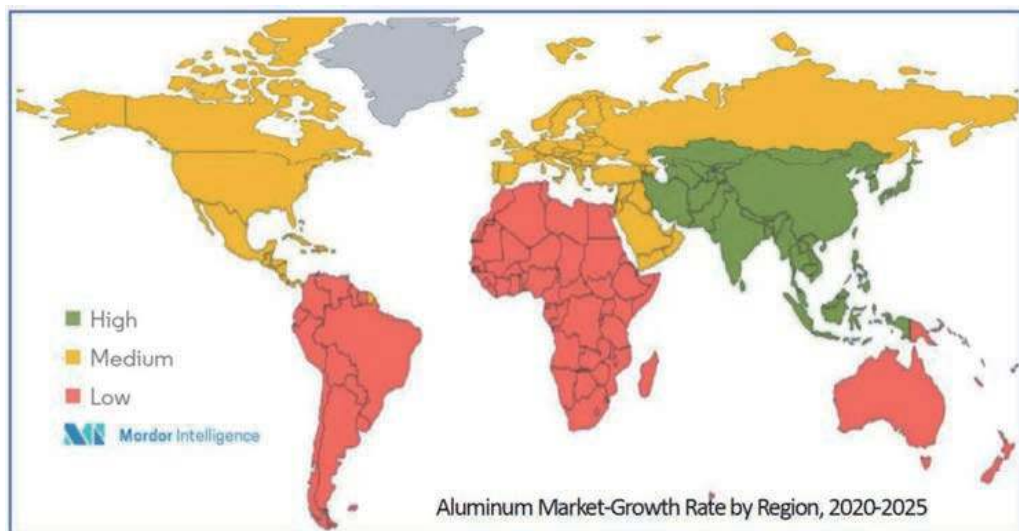 High
Medium
Low
Mordor Intelligence
Aluminum Market-Growth Rate by Region, 2020-2025